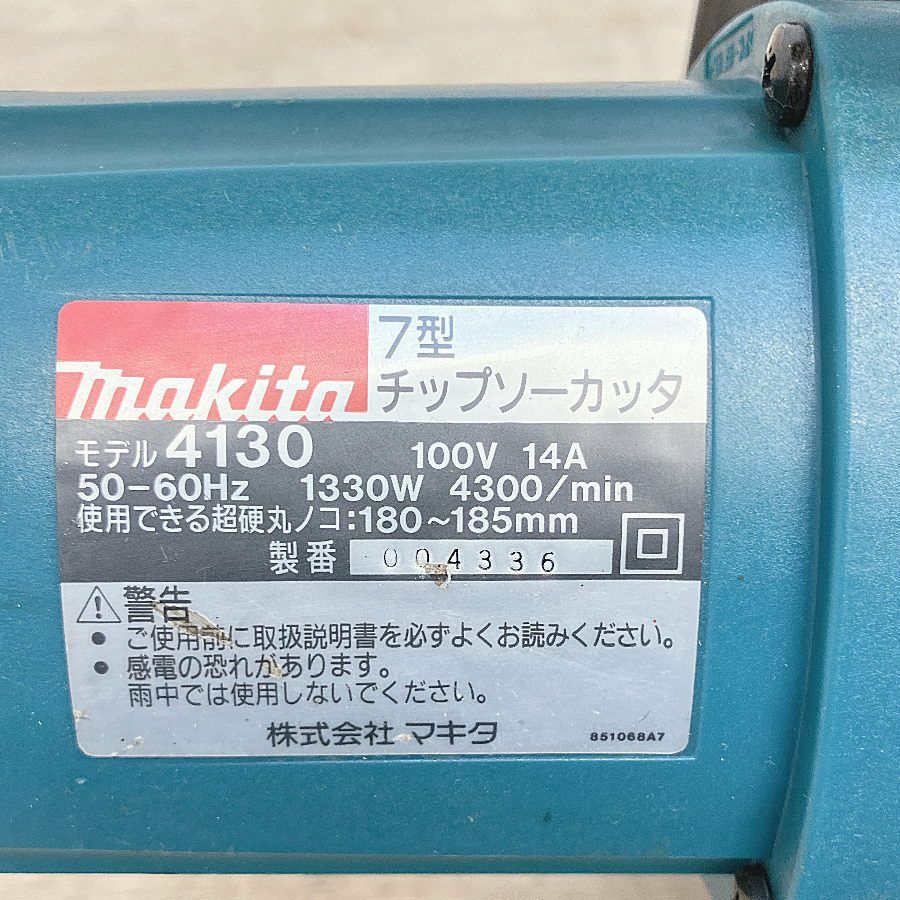 makita
7型
チップソーカッタ
モデル 4130 100V 14A
50-60Hz 1330W 4300/min
使用できる超硬丸ノコ:180~185mm
製番 004336
警告
• ご使用前に取扱説明書を必ずよくお読みください。
• 感電の恐れがあります。
雨中では使用しないでください。
株式会社 マキタ 851068A7